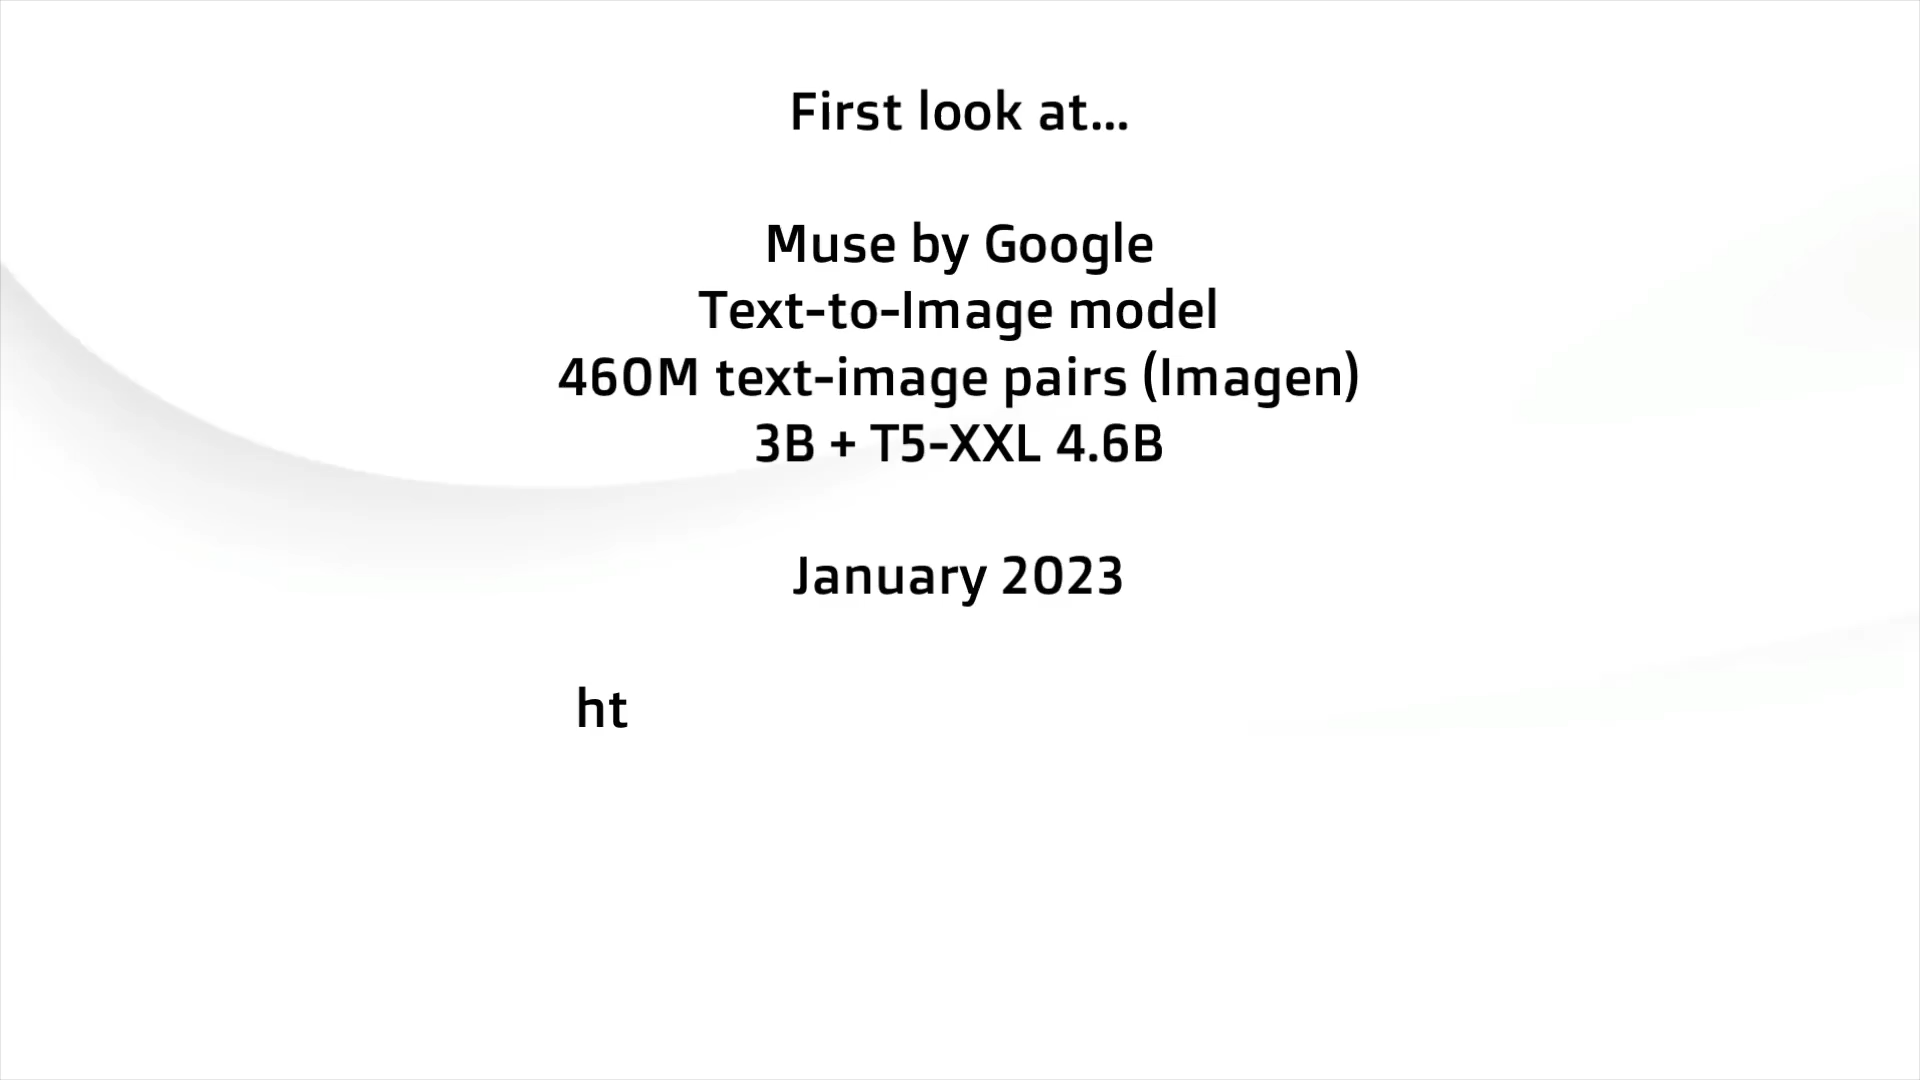 First look at...
Muse by Google
Text-to-Image model
460M text-image pairs (Imagen)
3B + T5-XXL 4.6B
January 2023
ht